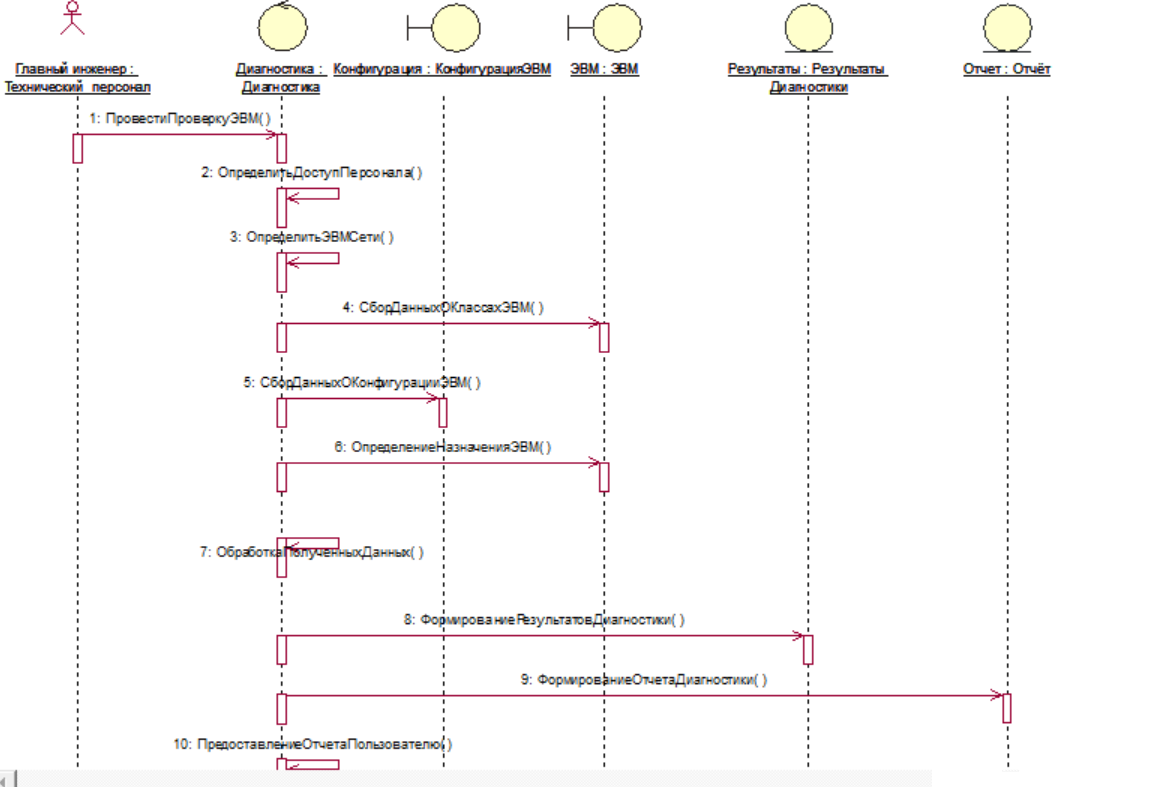 Главный инженер :
Технический персонал
Диагностика :
Диагностика
Конфигурация : КонфигурацияЭВМ
ЭВМ : ЭВМ
Результаты : Результаты
Диагностики
Отчет : Отчёт
1: ПровестиПроверкуЭВМ( )
2: ОпределитьДоступПерсонала( )
3: ОпределитьЭВМСети( )
4: СборДанныхОКлассахЭВМ( )
5: СборДанныхОКонфигурацииЭВМ( )
6: ОпределениеНазначенияЭВМ( )
7: ОбработкаПолученныхДанных( )
8: ФормированиеРезультатовДиагностики( )
9: ФормированиеОтчетаДиагностики( )
10: ПредоставлениеОтчетаПользователю( )